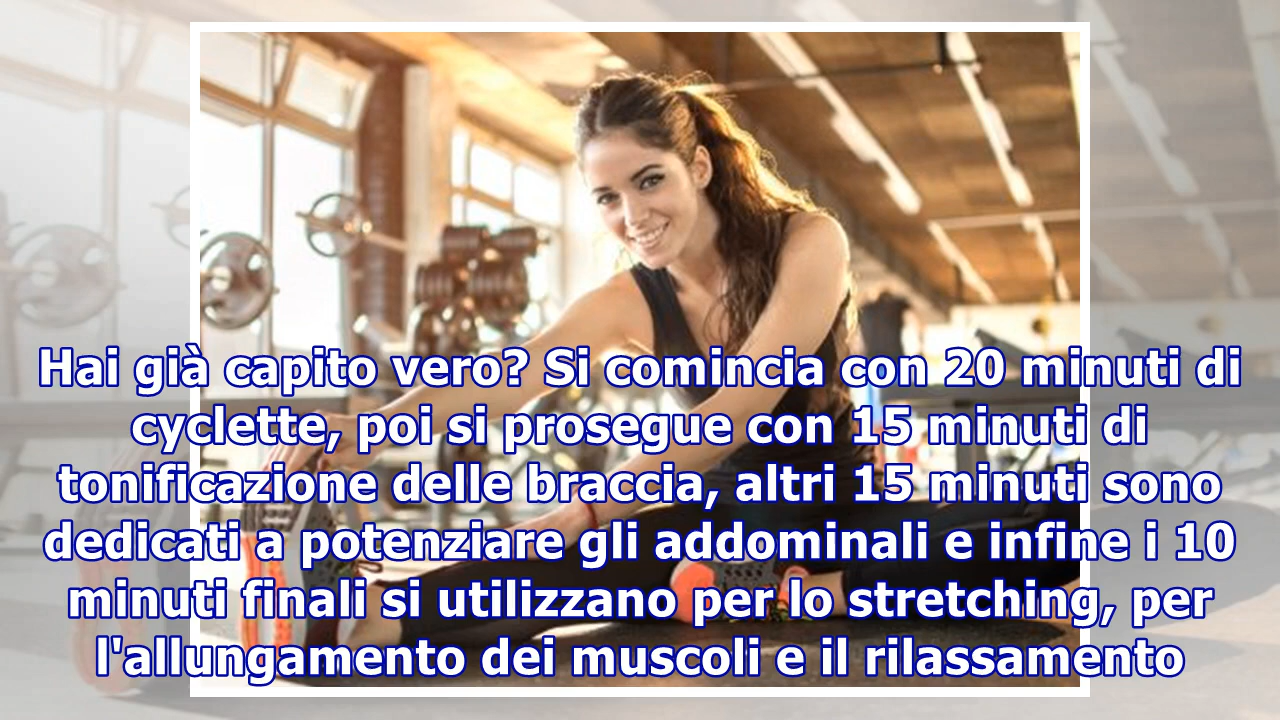 Hai già capito vero? Si comincia con 20 minuti di
cyclette, poi si prosegue con 15 minuti di
tonificazione delle braccia, altri 15 minuti sono
dedicati a potenziare gli addominali e infine i 10
minuti finali si utilizzano per lo stretching, per
l'allungamento dei muscoli e il rilassamento